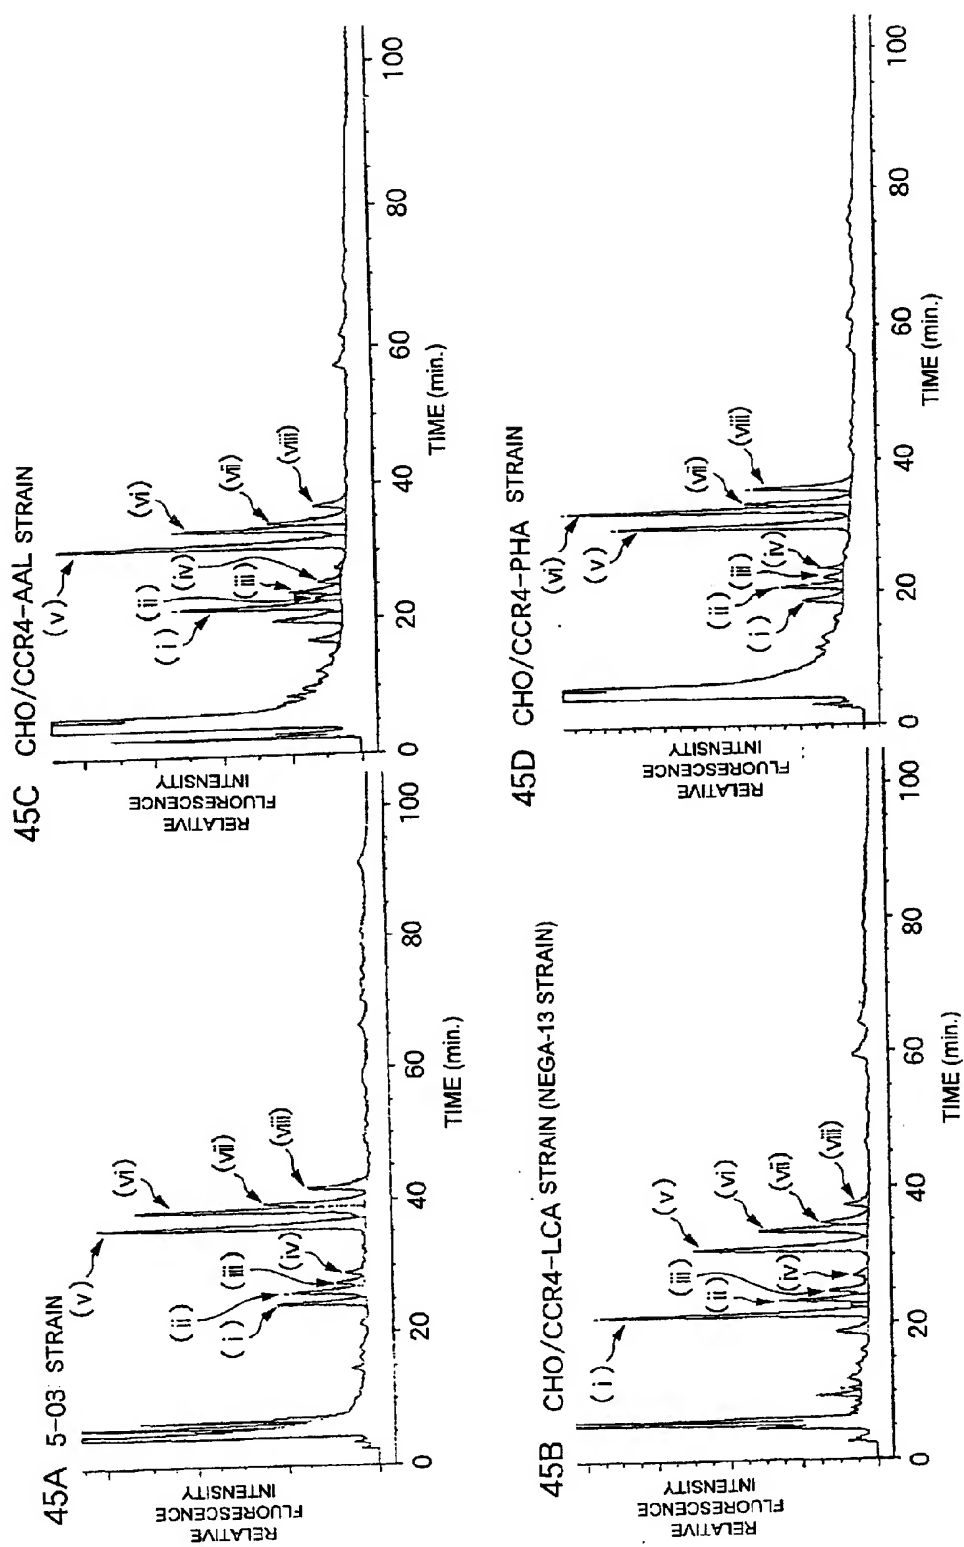 45A 5-03 STRAIN
RELATIVE
FLUORESCENCE
INTENSITY
(i)
(ii)
(iii)
(iv)
(v)
(vi)
(vii)
(viii)
0
20
40
60
80
100
TIME (min.)
45B CHO/CCR4-LCA STRAIN (NEGA-13 STRAIN)
RELATIVE
FLUORESCENCE
INTENSITY
(i)
(ii)
(iii)
(iv)
(v)
(vi)
(vii)
(viii)
0
20
40
60
80
100
TIME (min.)
45C CHO/CCR4-AAL STRAIN
RELATIVE
FLUORESCENCE
INTENSITY
(i)
(ii)
(iii)
(iv)
(v)
(vi)
(vii)
(viii)
0
20
40
60
80
100
TIME (min.)
45D CHO/CCR4-PHA STRAIN
RELATIVE
FLUORESCENCE
INTENSITY
(i)
(ii)
(iii)
(iv)
(v)
(vi)
(vii)
(viii)
0
20
40
60
80
100
TIME (min.)